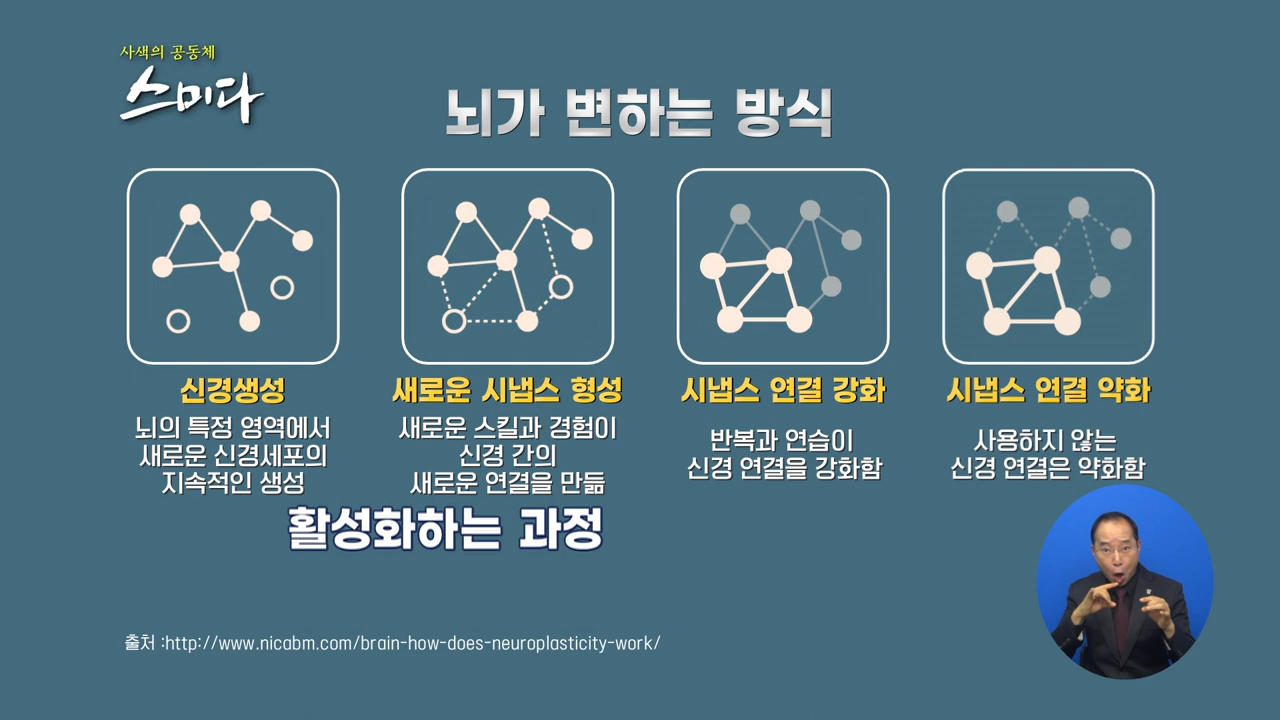 사색의 공동체
스미다
뇌가 변하는 방식
신경생성
뇌의 특정 영역에서
새로운 신경세포의
지속적인 생성
새로운 시냅스 형성
새로운 스킬과 경험이
신경 간의
새로운 연결을 만듦
시냅스 연결 강화
반복과 연습이
신경 연결을 강화함
시냅스 연결 약화
사용하지 않는
신경 연결은 약화함
활성화하는 과정
출처 :http://www.nicabm.com/brain-how-does-neuroplasticity-work/